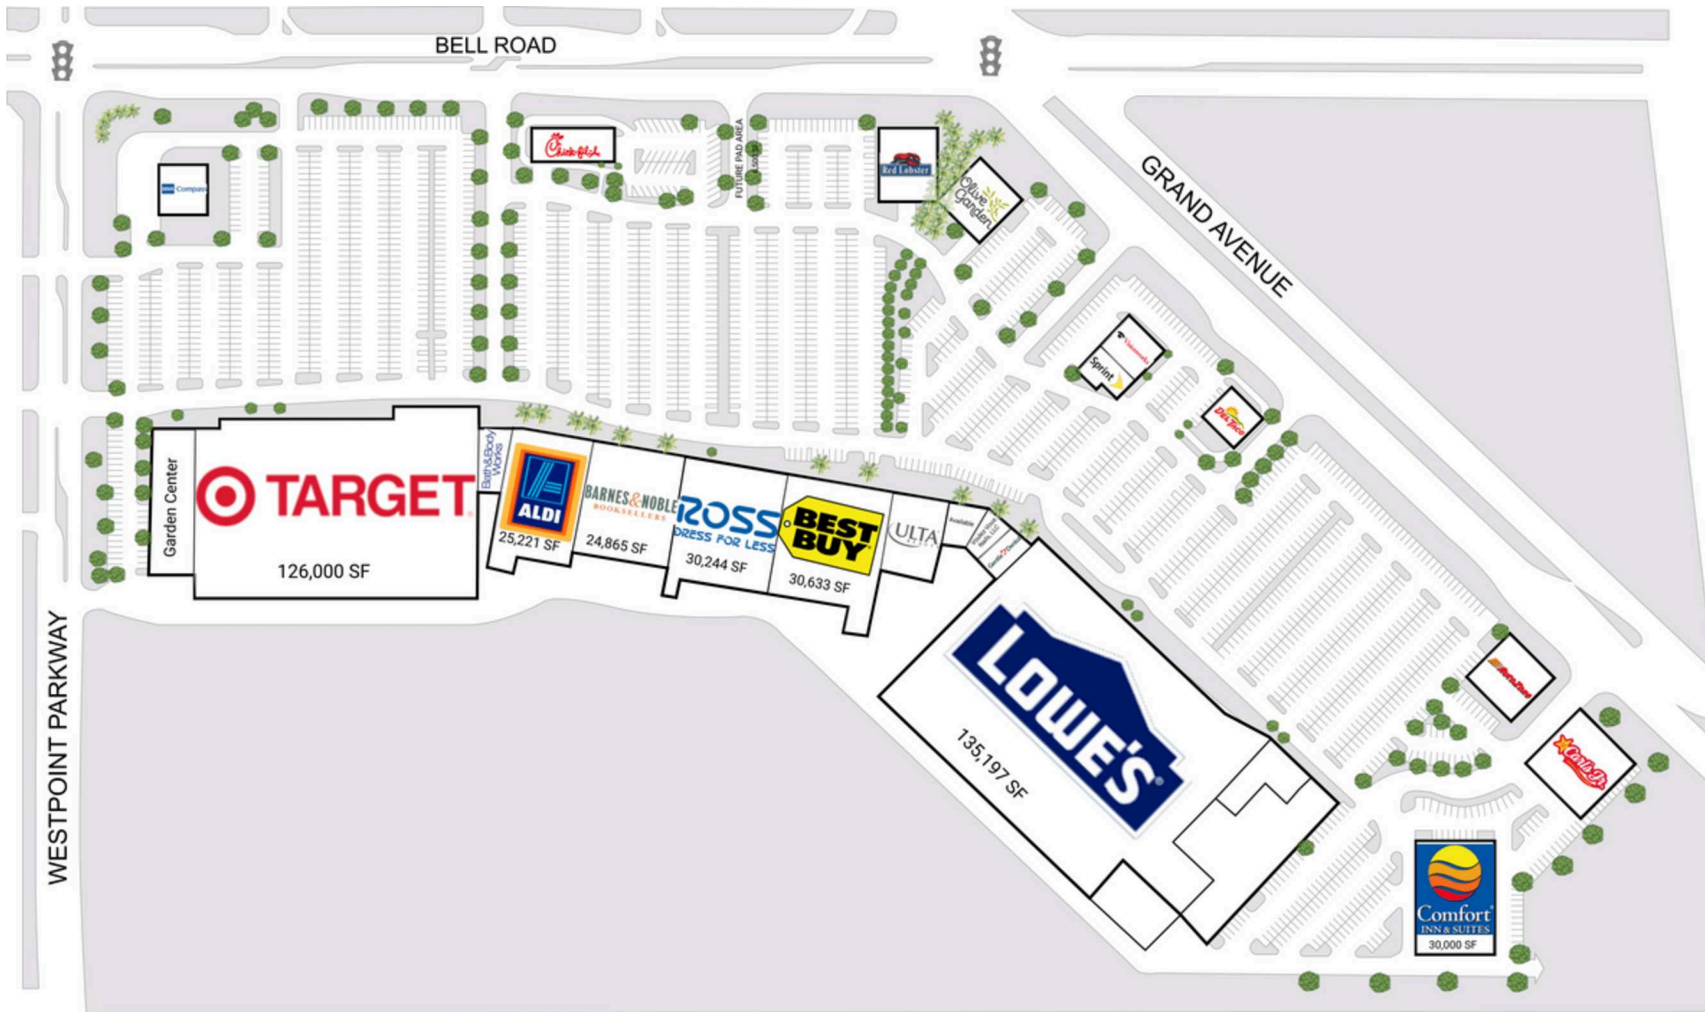 BELL ROAD
GRAND AVENUE
WESTPOINT PARKWAY
Compass
Chick-fil-A
FUTURE PAD AREA
Red Lobster
Olive
Garden
Sprint
Del Taco
Garden Center
TARGET
126,000 SF
Bath&Body
Works
ALDI
25,221 SF
BARNES&NOBLE
BOOKSELLERS
24,865 SF
ROSS
DRESS FOR LESS
30,244 SF
BEST
BUY
30,633 SF
ULTA
Available
LOWE'S
135,197 SF
AutoZone
Carl's Jr
Comfort
INN & SUITES
30,000 SF